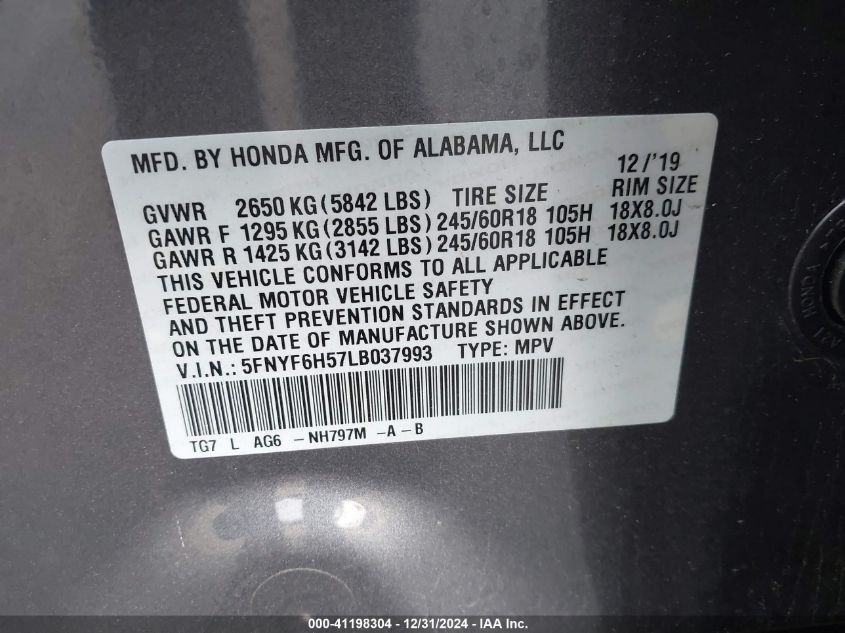 MFD. BY HONDA MFG. OF ALABAMA, LLC 12/'19
GVWR 2650 KG (5842 LBS) TIRE SIZE RIM SIZE
GAWR F 1295 KG (2855 LBS) 245/60R18 105H 18X8.0J
GAWR R 1425 KG (3142 LBS) 245/60R18 105H 18X8.0J
THIS VEHICLE CONFORMS TO ALL APPLICABLE
FEDERAL MOTOR VEHICLE SAFETY
AND THEFT PREVENTION STANDARDS IN EFFECT
ON THE DATE OF MANUFACTURE SHOWN ABOVE.
V.I.N.: 5FNYF6H57LB037993 TYPE: MPV
TG7 L AG6 - NH797M - A - B
HONDA
000-41198304 - 12/31/2024 - IAA Inc.